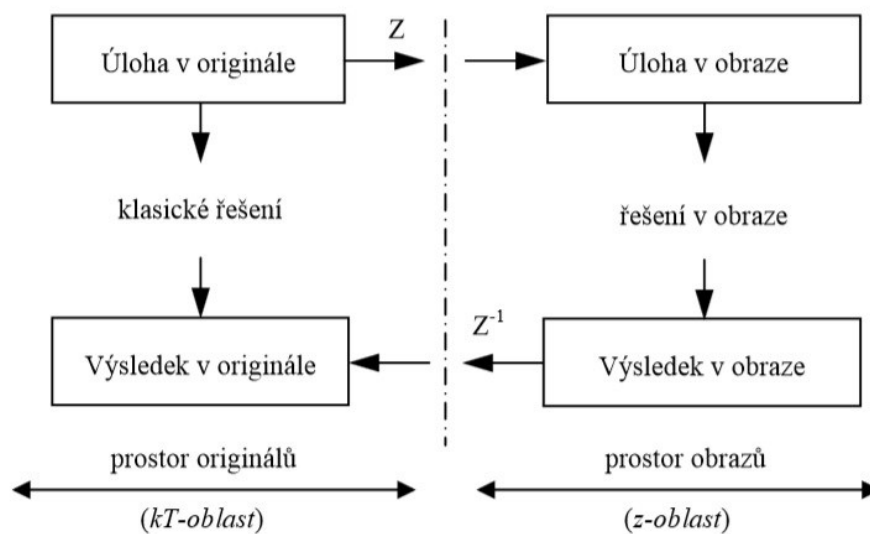 Z
Úloha v originále
Úloha v obraze
klasické řešení
řešení v obraze
Z-1
Výsledek v originále
Výsledek v obraze
prostor originálů
prostor obrazů
(kT-oblast)
(z-oblast)